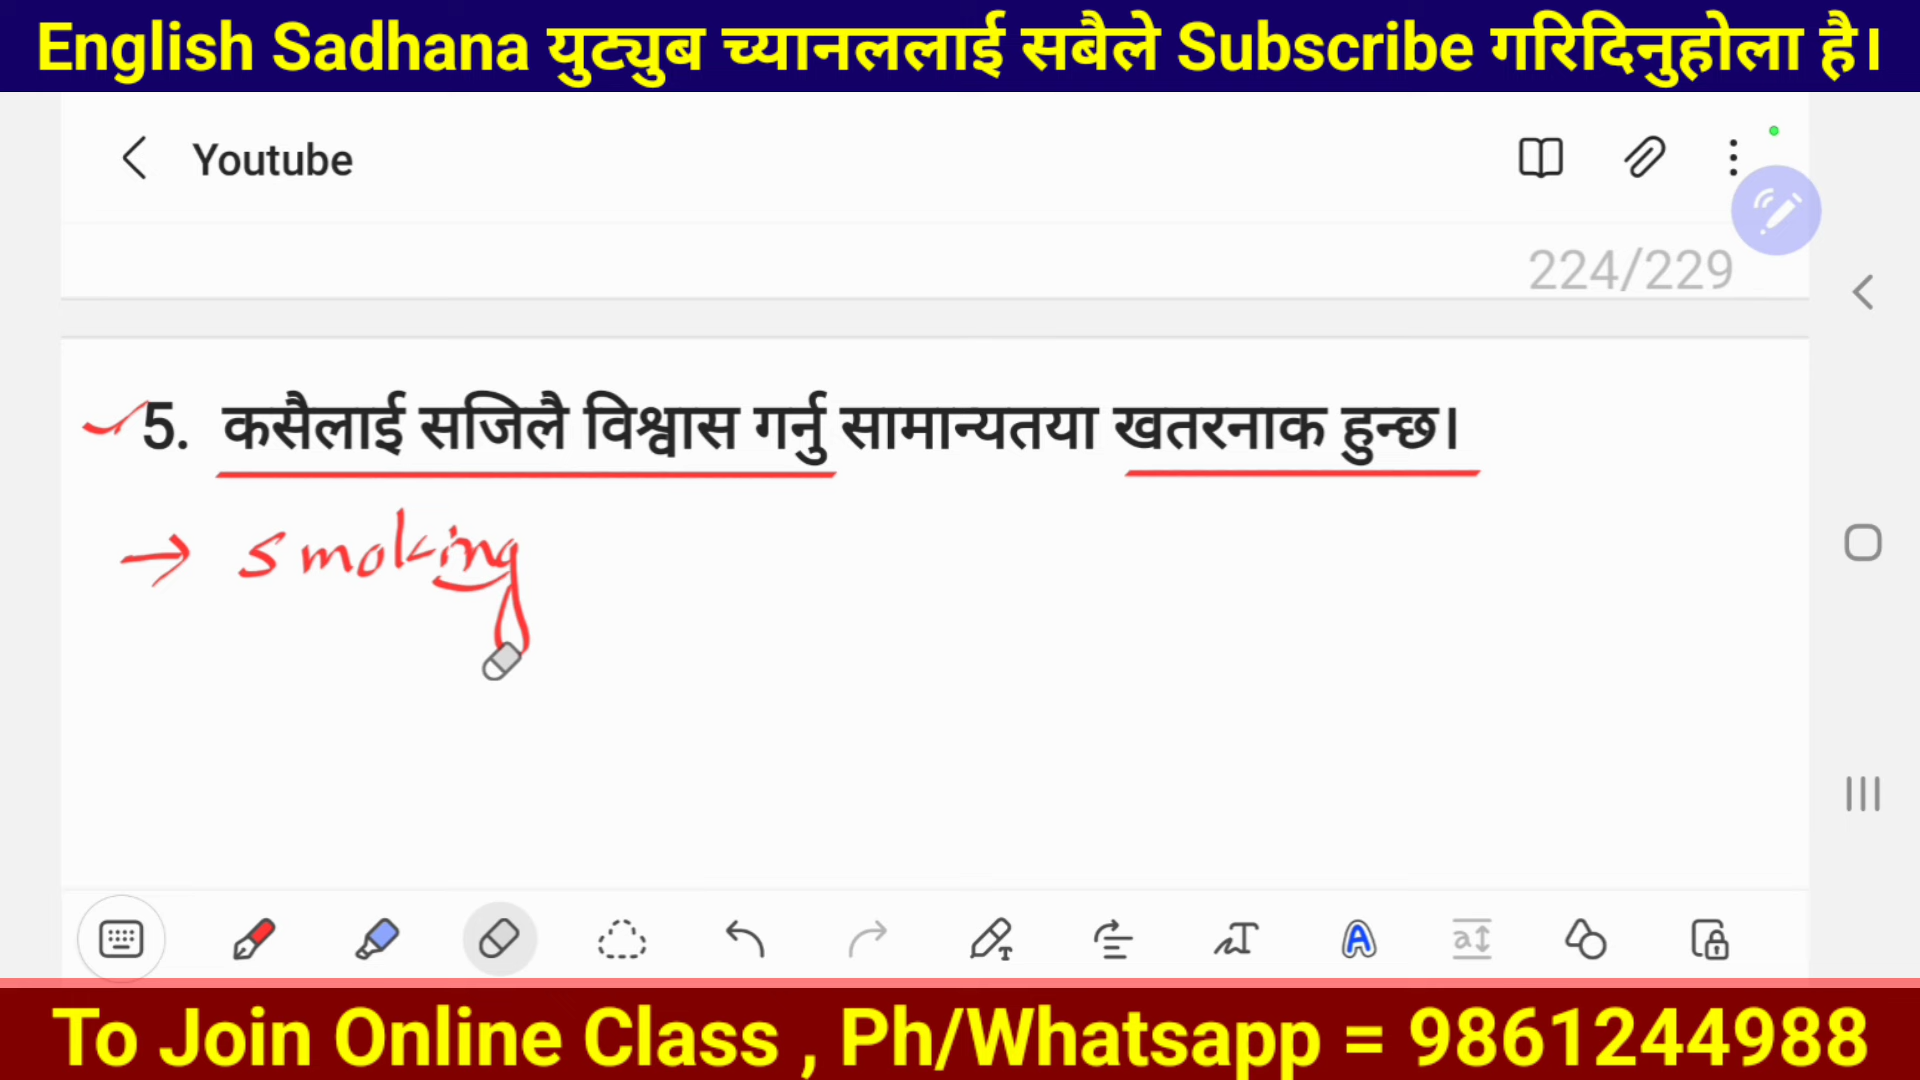 English Sadhana युट्युब च्यानललाई सबैले Subscribe गरिदिनुहोला है।
Youtube
224/229
5. कसैलाई सजिलै विश्वास गर्नु सामान्यतया खतरनाक हुन्छ।
→ smoking
To Join Online Class , Ph/Whatsapp = 9861244988